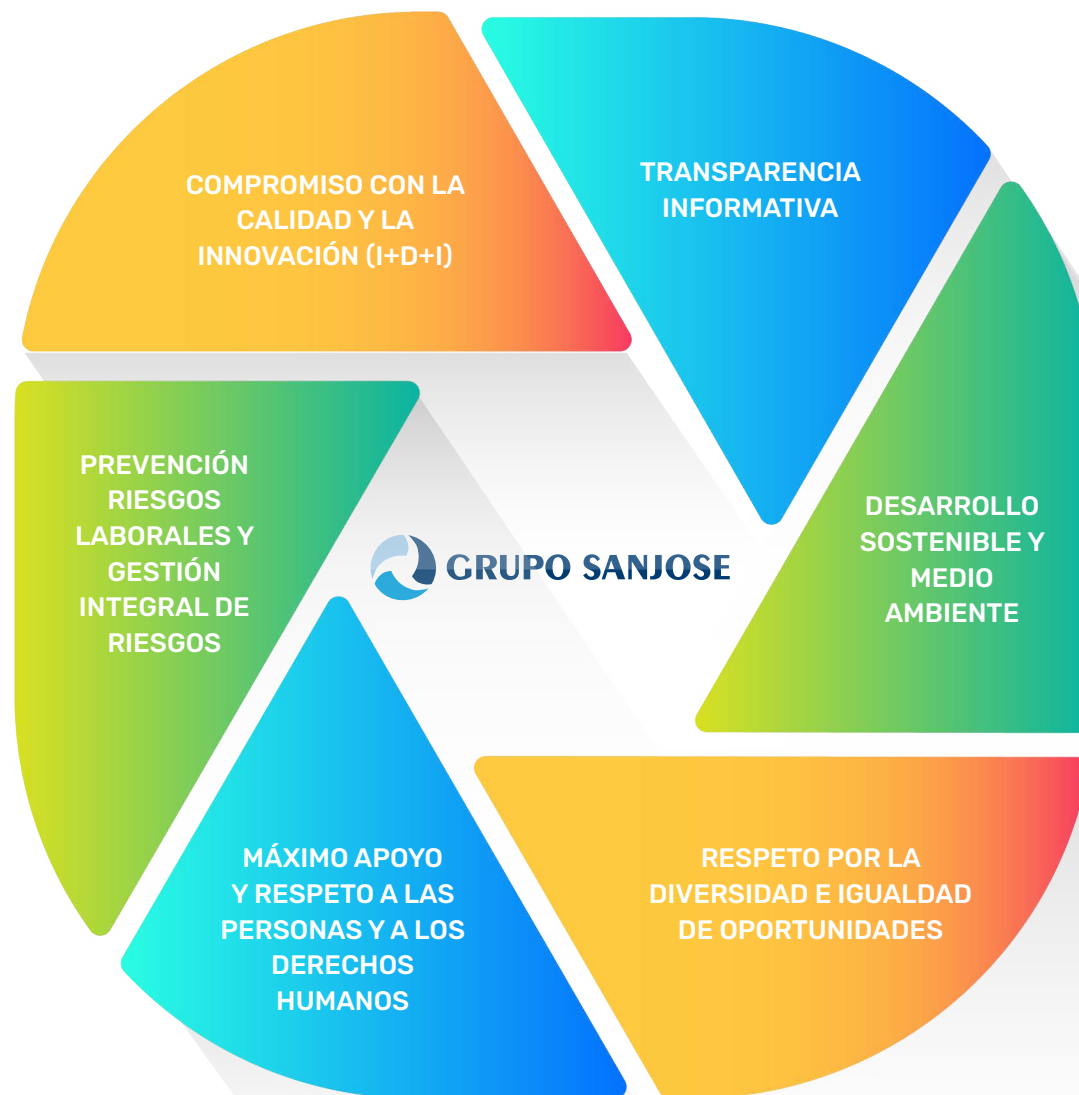 COMPROMISO CON LA
CALIDAD Y LA
INNOVACIÓN (I+D+I)
TRANSPARENCIA
INFORMATIVA
DESARROLLO
SOSTENIBLE Y
MEDIO
AMBIENTE
RESPETO POR LA
DIVERSIDAD E IGUALDAD
DE OPORTUNIDADES
MÁXIMO APOYO
Y RESPETO A LAS
PERSONAS Y A LOS
DERECHOS
HUMANOS
PREVENCIÓN
RIESGOS
LABORALES Y
GESTIÓN
INTEGRAL DE
RIESGOS
GRUPO SANJOSE